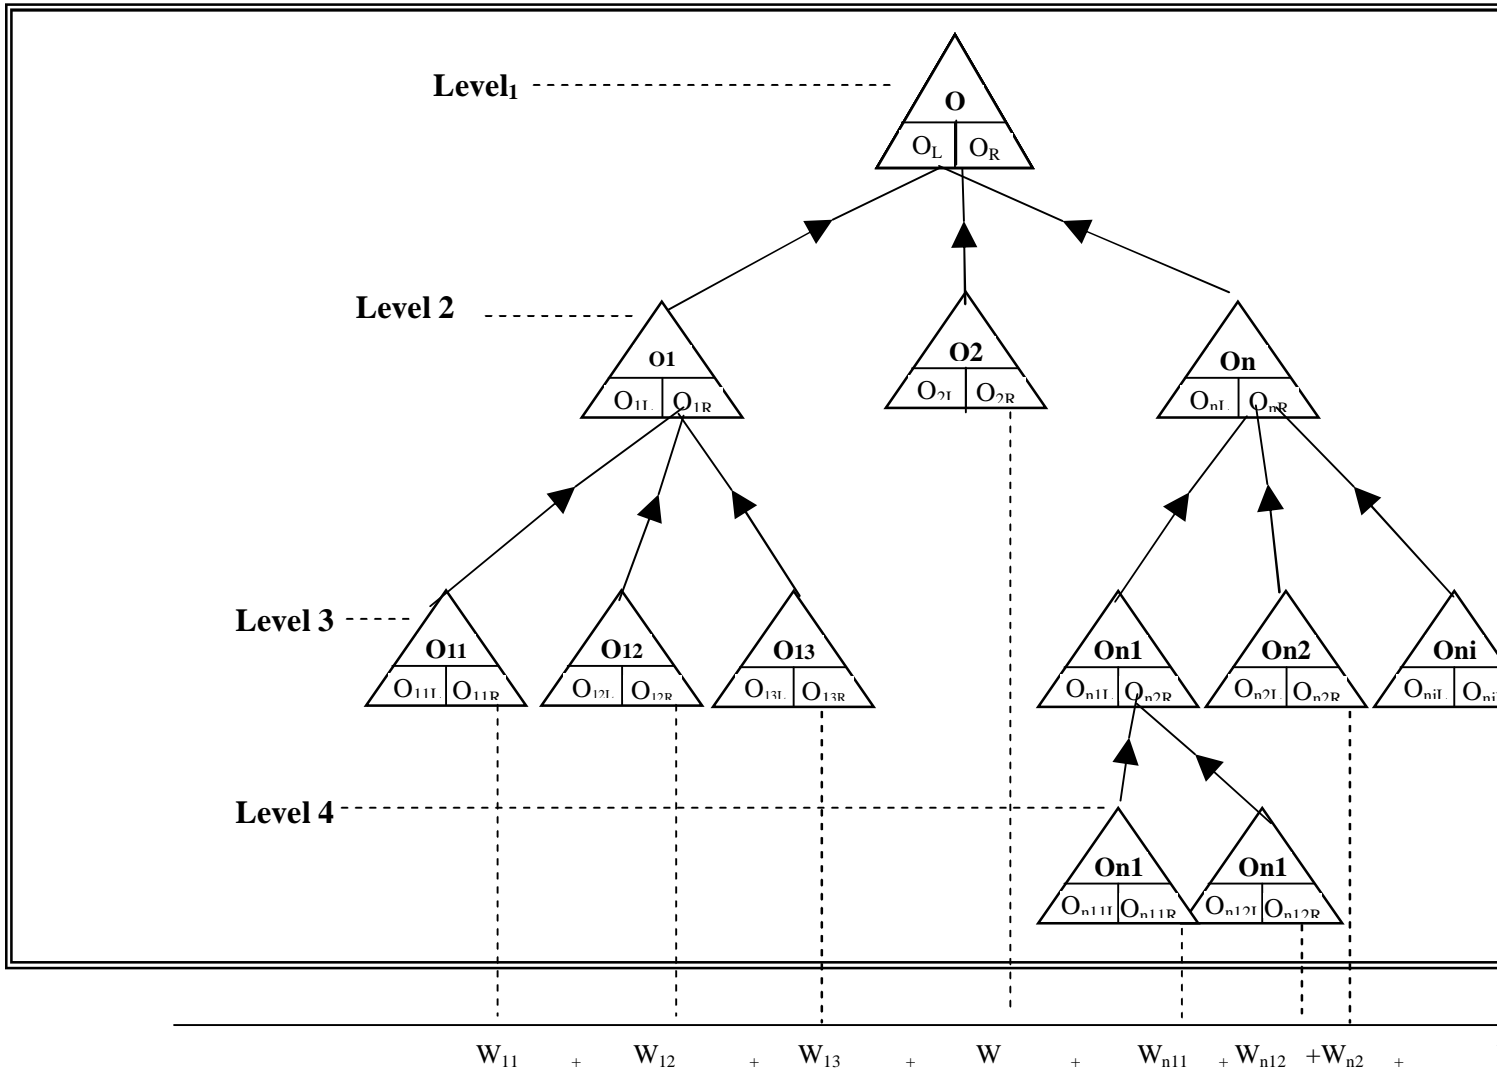 Level1
O
OL OR
Level 2
O1 O2 On
O1L O1R O2L O2R OnL OnR
Level 3
O11 O12 O13 On1 On2 Oni
O11L O11R O12L O12R O13L O13R On1L On2R On2L On2R OniL
Level 4
On1 On1
On11L On11R On12L On12R
W11 + W12 + W13 + W + Wn11 + Wn12 +Wn2 +